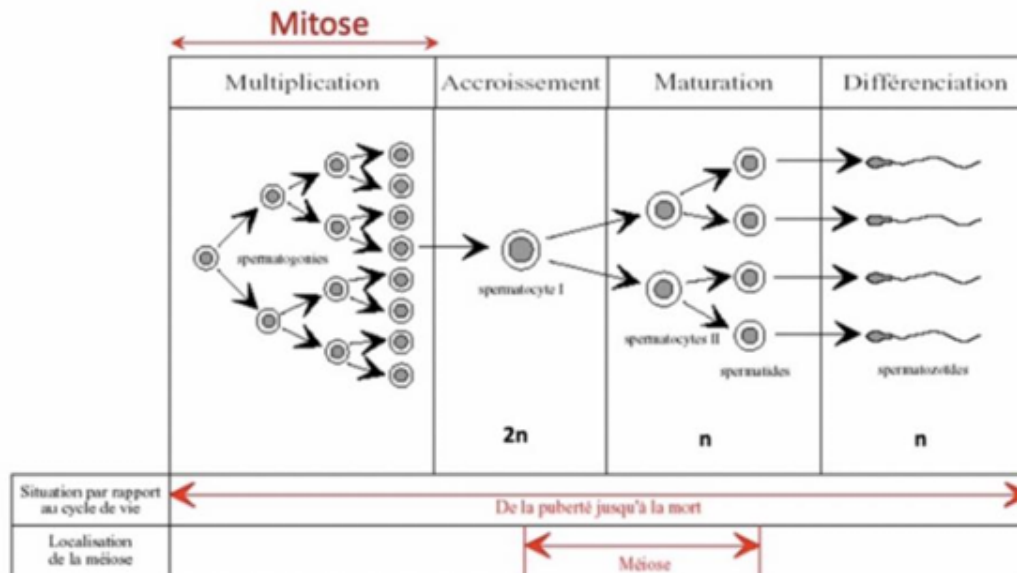 Mitose
Multiplication
Accroissement
Maturation
Différenciation
spermatogonies
spermatocyte I
spermatocytes II
spermatides
spermatozoïdes
2n
n
n
Situation par rapport
au cycle de vie
De la puberté jusqu'à la mort
Localisation
de la méiose
Méiose